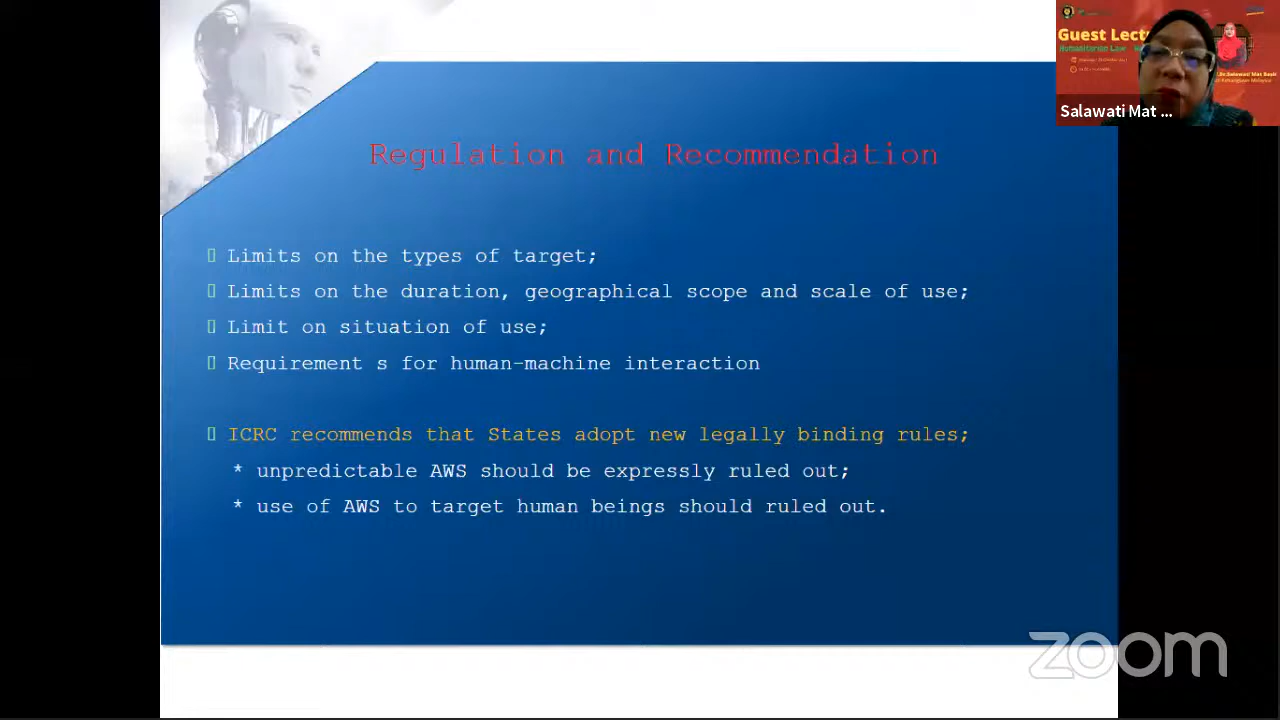 Guest Lect
Humanitarian Law
Salawati Mat ...
Regulation and Recommendation
Limits on the types of target;
Limits on the duration, geographical scope and scale of use;
Limit on situation of use;
Requirement s for human-machine interaction
ICRC recommends that States adopt new legally binding rules;
* unpredictable AWS should be expressly ruled out;
* use of AWS to target human beings should ruled out.
zoom